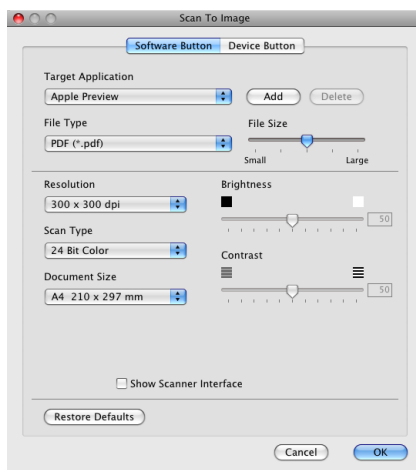 Scan To Image
Software Button Device Button
Target Application
Apple Preview Add Delete
File Type File Size
PDF (*.pdf)
Small Large
Resolution Brightness
300 x 300 dpi
50
Scan Type
24 Bit Color
Contrast
Document Size
A4 210 x 297 mm 50
Show Scanner Interface
Restore Defaults
Cancel OK